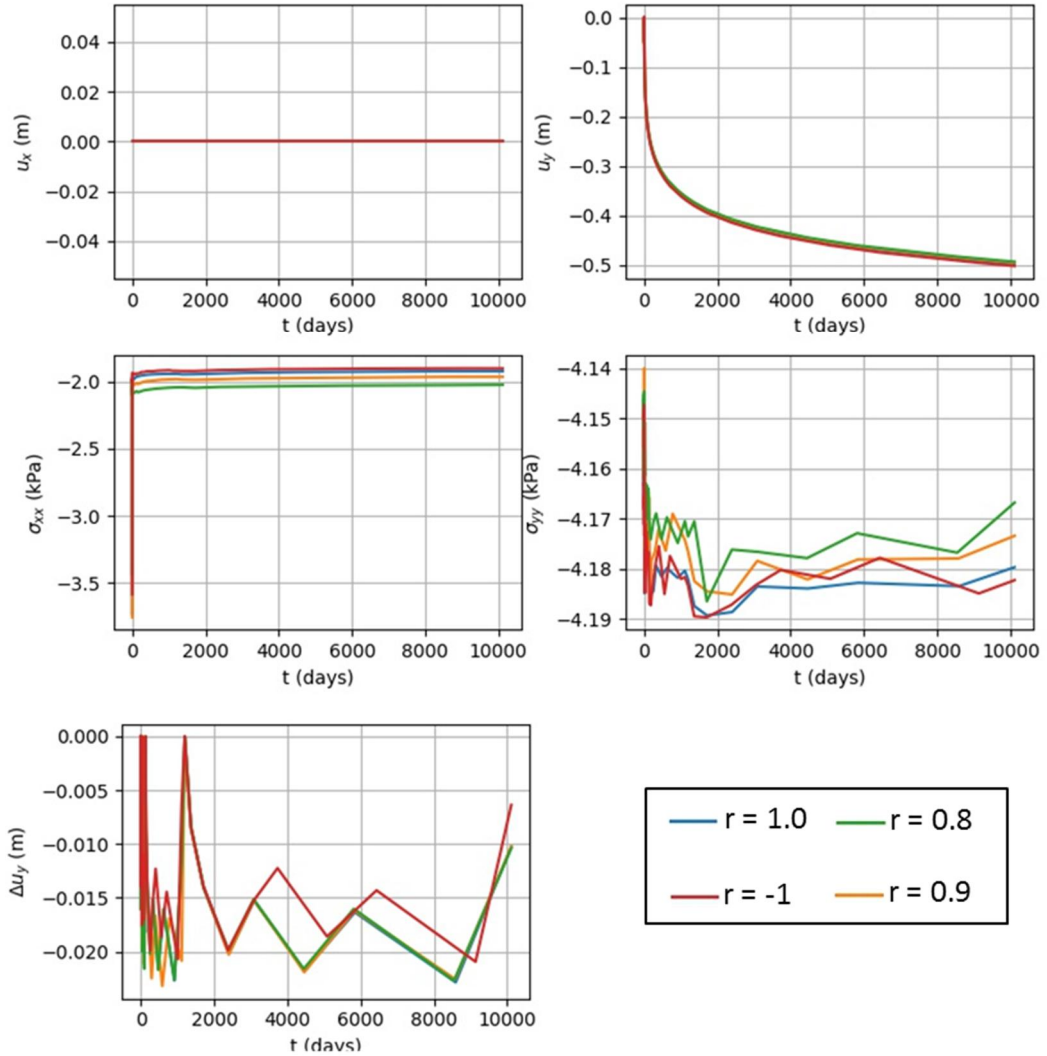 0.04
0.02
0.00
−0.02
−0.04
u_x (m)
0 2000 4000 6000 8000 10000
t (days)
0.0
−0.1
−0.2
−0.3
−0.4
−0.5
u_y (m)
0 2000 4000 6000 8000 10000
t (days)
−2.0
−2.5
−3.0
−3.5
σ_xx (kPa)
0 2000 4000 6000 8000 10000
t (days)
−4.14
−4.15
−4.16
−4.17
−4.18
−4.19
σ_yy (kPa)
0 2000 4000 6000 8000 10000
t (days)
0.000
−0.005
−0.010
−0.015
−0.020
Δu_y (m)
0 2000 4000 6000 8000 10000
t (days)
r = 1.0 r = 0.8
r = -1 r = 0.9